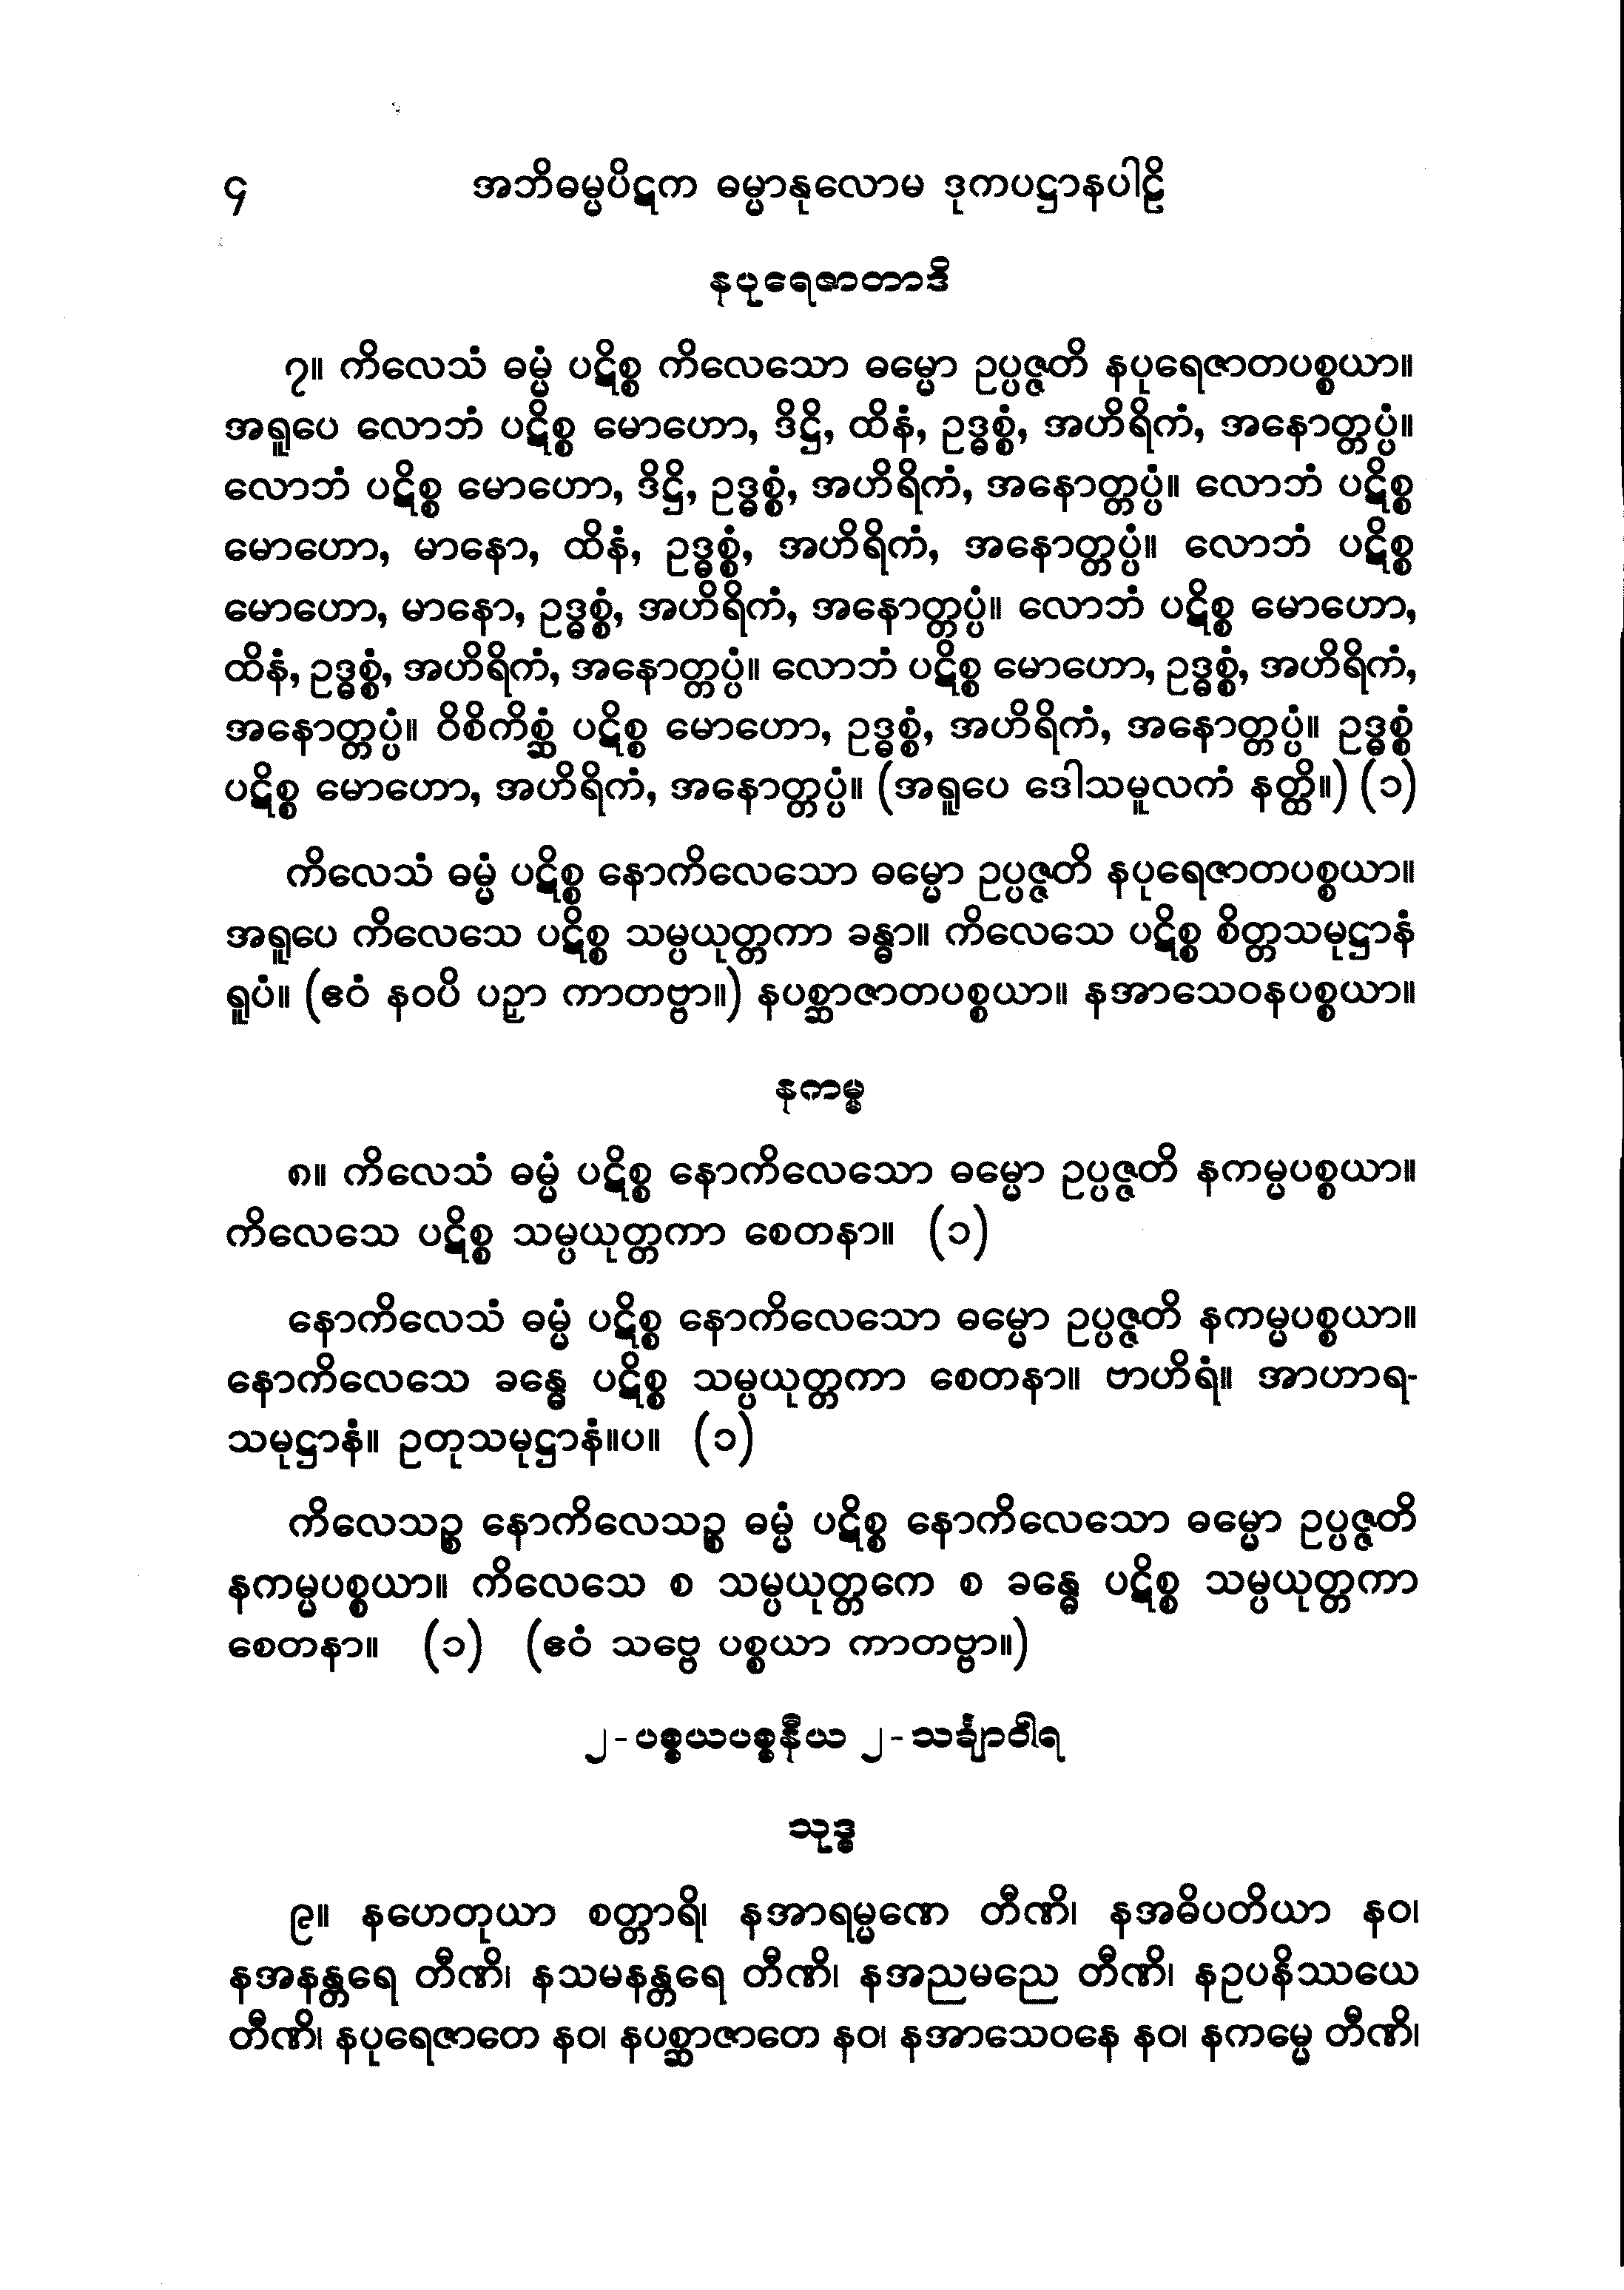 ၄ အဘိဓမ္မပိဋက ဓမ္မာနုလောမ ဒုကပဋ္ဌာနပါဠိ
နပုရေဇာတာဒိ
၇။ ကိလေသံ ဓမ္မံ ပဋိစ္စ ကိလေသော ဓမ္မော ဥပ္ပဇ္ဇတိ နပုရေဇာတပစ္စယာ။
အရူပေ လောဘံ ပဋိစ္စ မောဟော, ဒိဋ္ဌိ, ထိနံ, ဥဒ္ဓစ္စံ, အဟိရိကံ, အနောတ္တပ္ပံ။
လောဘံ ပဋိစ္စ မောဟော, ဒိဋ္ဌိ, ဥဒ္ဓစ္စံ, အဟိရိကံ, အနောတ္တပ္ပံ။ လောဘံ ပဋိစ္စ
မောဟော, မာနော, ထိနံ, ဥဒ္ဓစ္စံ, အဟိရိကံ, အနောတ္တပ္ပံ။ လောဘံ ပဋိစ္စ
မောဟော, မာနော, ဥဒ္ဓစ္စံ, အဟိရိကံ, အနောတ္တပ္ပံ။ လောဘံ ပဋိစ္စ မောဟော,
ထိနံ, ဥဒ္ဓစ္စံ, အဟိရိကံ, အနောတ္တပ္ပံ။ လောဘံ ပဋိစ္စ မောဟော, ဥဒ္ဓစ္စံ, အဟိရိကံ,
အနောတ္တပ္ပံ။ ဝိစိကိစ္ဆံ ပဋိစ္စ မောဟော, ဥဒ္ဓစ္စံ, အဟိရိကံ, အနောတ္တပ္ပံ။ ဥဒ္ဓစ္စံ
ပဋိစ္စ မောဟော, အဟိရိကံ, အနောတ္တပ္ပံ။ (အရူပေ ဒေါသမူလကံ နတ္ထိ။) (၁)
ကိလေသံ ဓမ္မံ ပဋိစ္စ နောကိလေသော ဓမ္မော ဥပ္ပဇ္ဇတိ နပုရေဇာတပစ္စယာ။
အရူပေ ကိလေသေ ပဋိစ္စ သမ္ပယုတ္တကာ ခန္ဓာ။ ကိလေသေ ပဋိစ္စ စိတ္တသမုဋ္ဌာနံ
ရူပံ။ (ဧဝံ နဝပိ ပဉှာ ကာတဗ္ဗာ။) နပစ္ဆာဇာတပစ္စယာ။ နအာသေဝနပစ္စယာ။
နကမ္မ
၈။ ကိလေသံ ဓမ္မံ ပဋိစ္စ နောကိလေသော ဓမ္မော ဥပ္ပဇ္ဇတိ နကမ္မပစ္စယာ။
ကိလေသေ ပဋိစ္စ သမ္ပယုတ္တကာ စေတနာ။ (၁)
နောကိလေသံ ဓမ္မံ ပဋိစ္စ နောကိလေသော ဓမ္မော ဥပ္ပဇ္ဇတိ နကမ္မပစ္စယာ။
နောကိလေသေ ခန္ဓေ ပဋိစ္စ သမ္ပယုတ္တကာ စေတနာ။ ဗာဟိရံ။ အာဟာရ-
သမုဋ္ဌာနံ။ ဥတုသမုဋ္ဌာနံ။ပ။ (၁)
ကိလေသဉ္စ နောကိလေသဉ္စ ဓမ္မံ ပဋိစ္စ နောကိလေသော ဓမ္မော ဥပ္ပဇ္ဇတိ
နကမ္မပစ္စယာ။ ကိလေသေ စ သမ္ပယုတ္တကေ စ ခန္ဓေ ပဋိစ္စ သမ္ပယုတ္တကာ
စေတနာ။ (၁) (ဧဝံ သဗ္ဗေ ပစ္စယာ ကာတဗ္ဗာ။)
၂-ပစ္စယပစ္စနီယ ၂-သင်္ချာဝါရ
သုဒ္ဓ
၉။ နဟေတုယာ စတ္တာရိ၊ နအာရမ္မဏေ တီဏိ၊ နအဓိပတိယာ နဝ၊
နအနန္တရေ တီဏိ၊ နသမနန္တရေ တီဏိ၊ နအညမညေ တီဏိ၊ နဥပနိဿယေ
တီဏိ၊ နပုရေဇာတေ နဝ၊ နပစ္ဆာဇာတေ နဝ၊ နအာသေဝနေ နဝ၊ နကမ္မေ တီဏိ၊